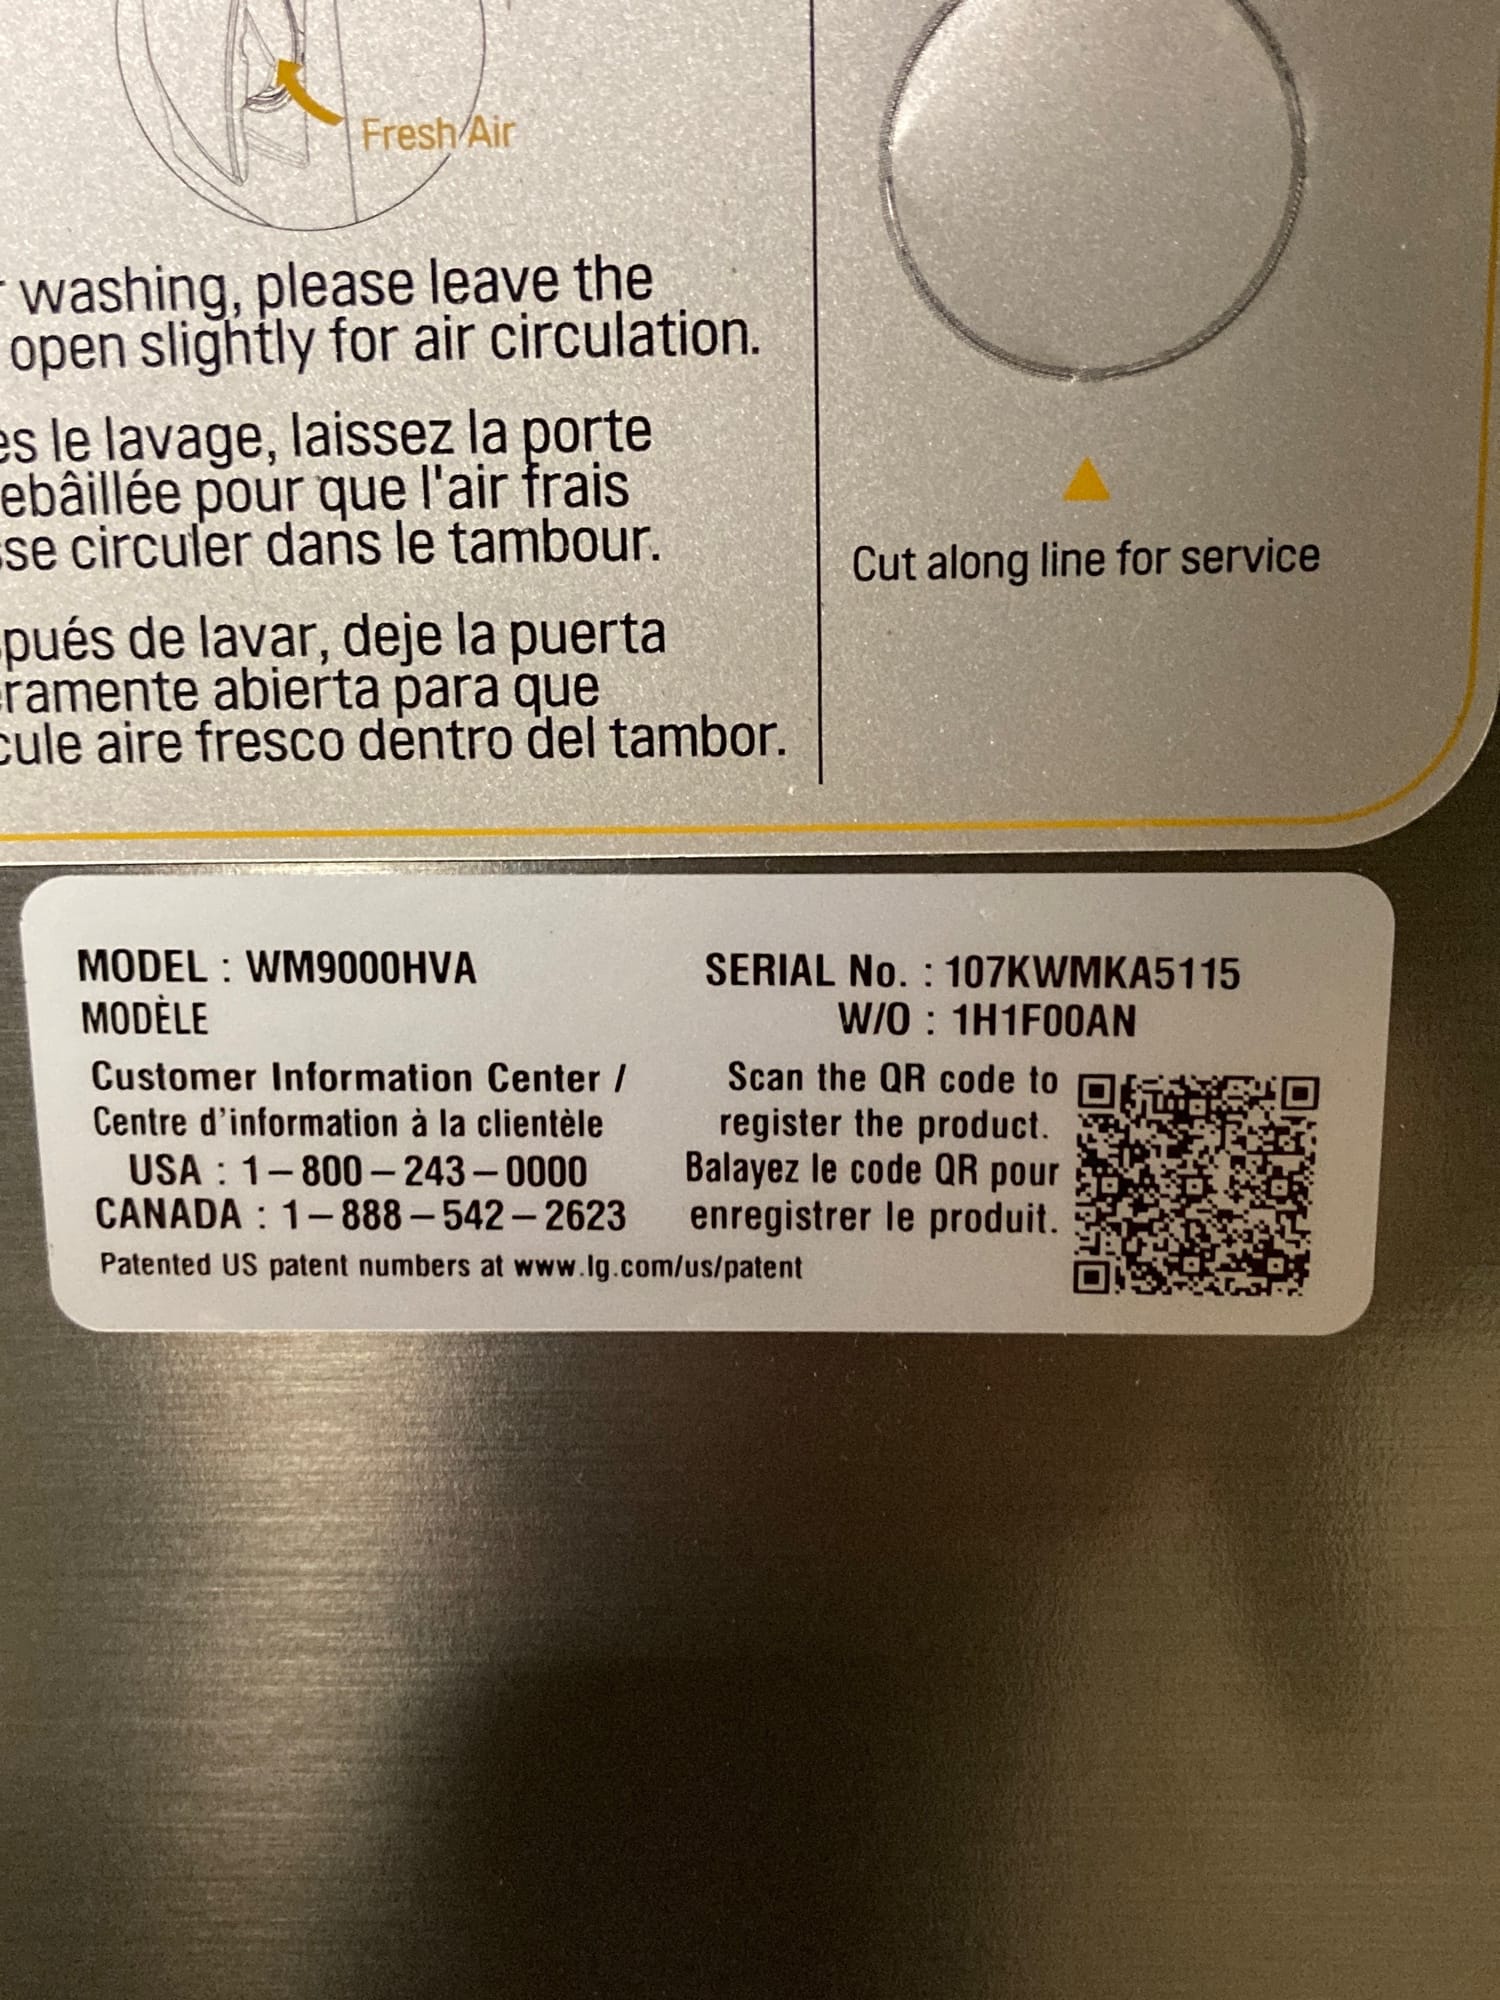 Fresh Air
washing, please leave the
open slightly for air circulation.
le lavage, laissez la porte
pour que l'air frais
circuler dans le tambour.
de lavar, deje la puerta
abierta para que
aire fresco dentro del tambor.
Cut along line for service
MODEL : WM9000HVA
MODÈLE
SERIAL No. : 107KWMKA5115
W/O : 1H1F00AN
Customer Information Center /
Centre d'information à la clientèle
USA : 1-800-243-0000
CANADA : 1-888-542-2623
Scan the QR code to
register the product.
Balayez le code QR pour
enregistrer le produit.
Patented US patent numbers at www.lg.com/us/patent